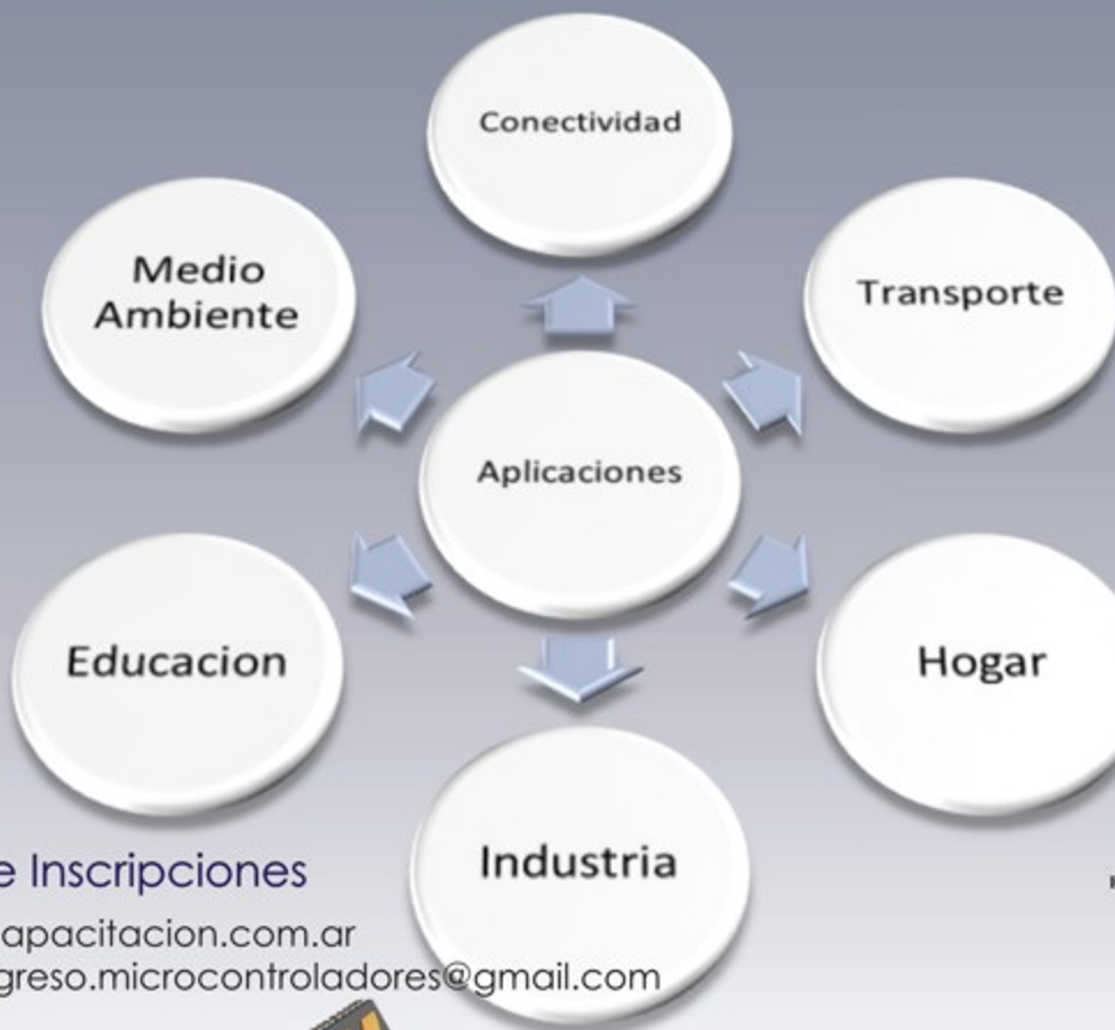 Conectividad
Medio
Ambiente
Transporte
Aplicaciones
Educacion
Hogar
Industria
e Inscripciones
apacitacion.com.ar
greso.microcontroladores@gmail.com